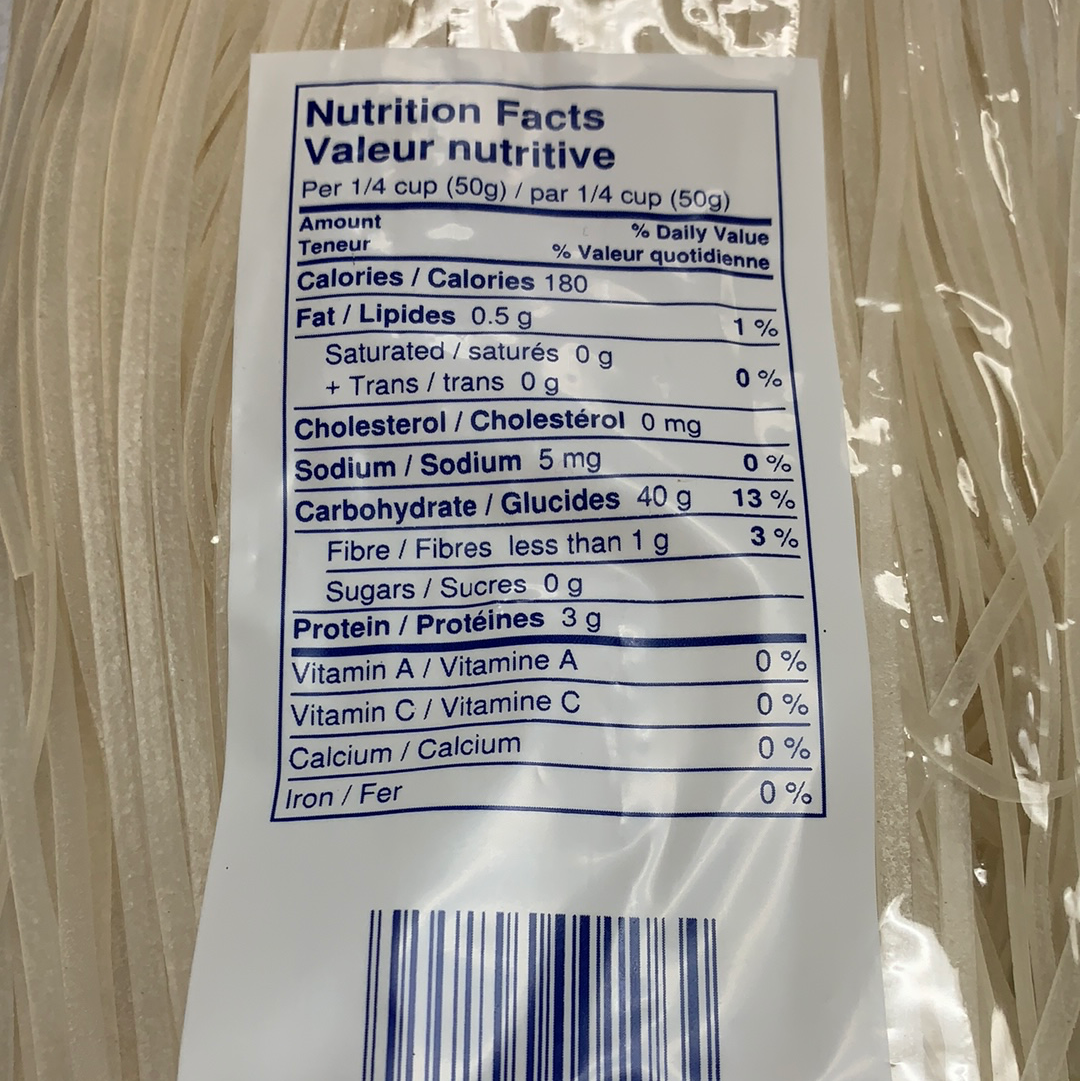 Nutrition Facts
Valeur nutritive
Per 1/4 cup (50g) / par 1/4 cup (50g)
Amount % Daily Value
Teneur % Valeur quotidienne
Calories / Calories 180
Fat / Lipides 0.5 g 1 %
Saturated / saturés 0 g
+ Trans / trans 0 g 0 %
Cholesterol / Cholestérol 0 mg
Sodium / Sodium 5 mg 0 %
Carbohydrate / Glucides 40 g 13 %
Fibre / Fibres less than 1 g 3 %
Sugars / Sucres 0 g
Protein / Protéines 3 g
Vitamin A / Vitamine A 0 %
Vitamin C / Vitamine C 0 %
Calcium / Calcium 0 %
Iron / Fer 0 %